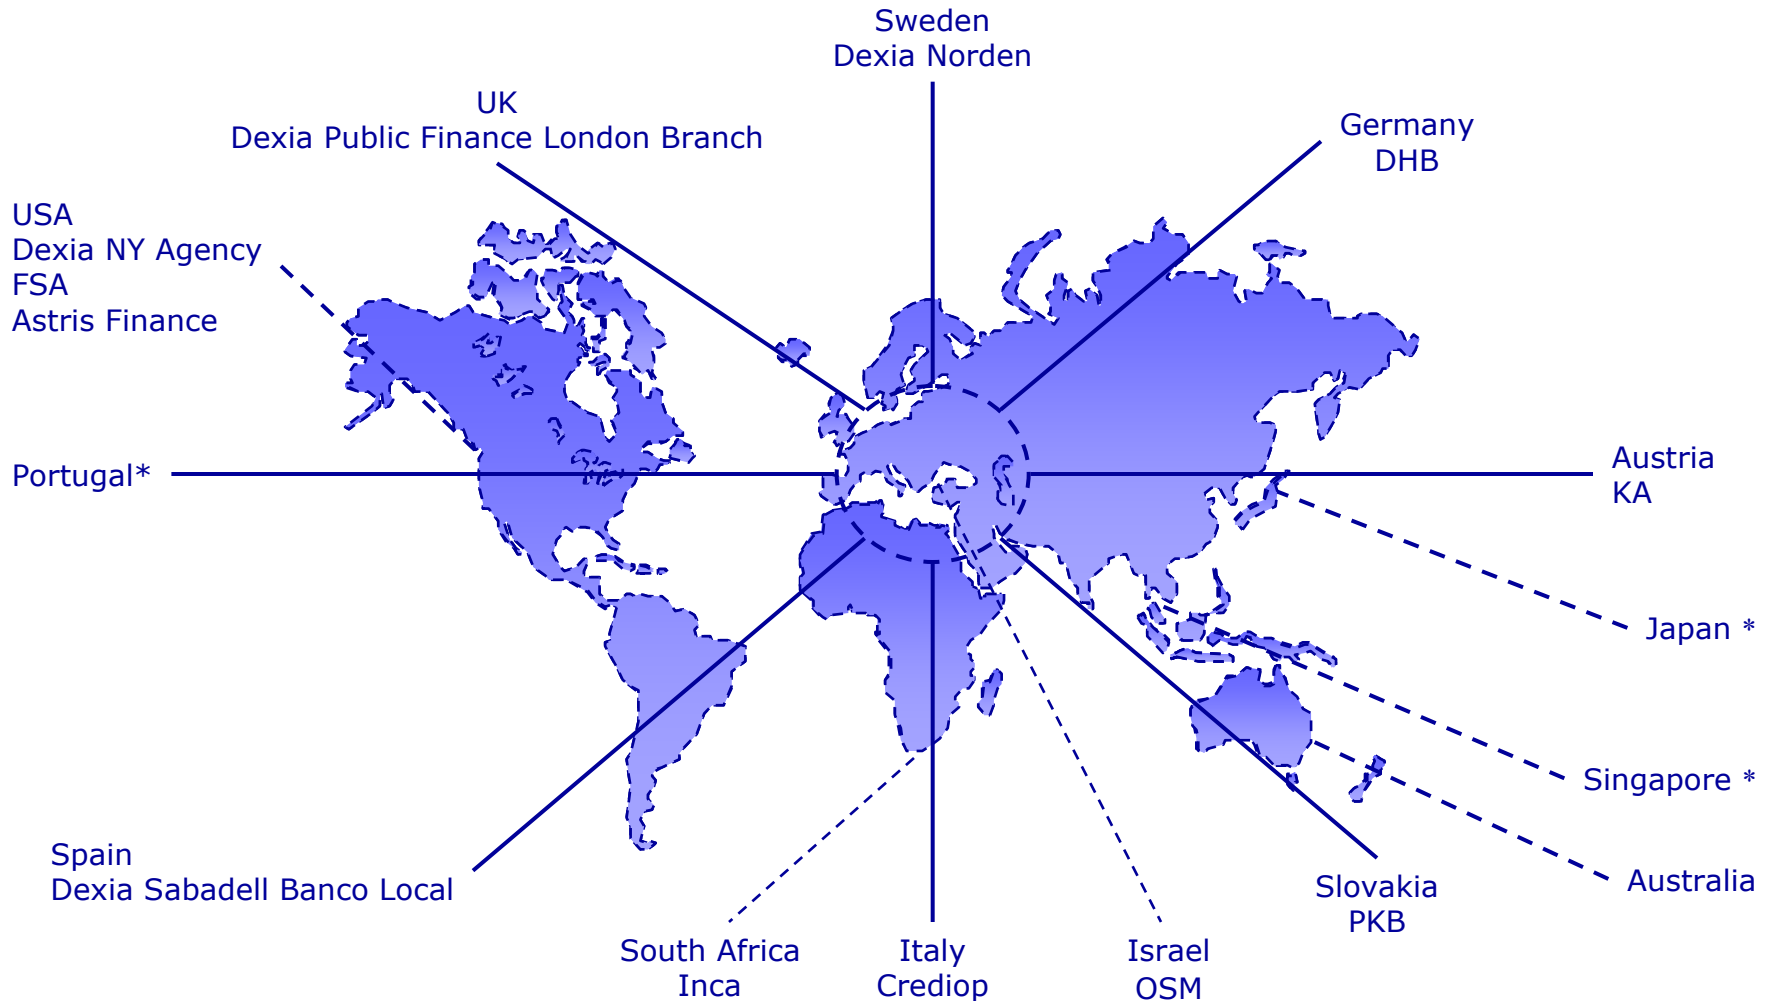 Sweden
Dexia Norden
UK
Dexia Public Finance London Branch
Germany
DHB
USA
Dexia NY Agency
FSA
Astris Finance
Portugal*
Austria
KA
Japan *
Singapore *
Australia
Spain
Dexia Sabadell Banco Local
Slovakia
PKB
South Africa
Inca
Italy
Crediop
Israel
OSM